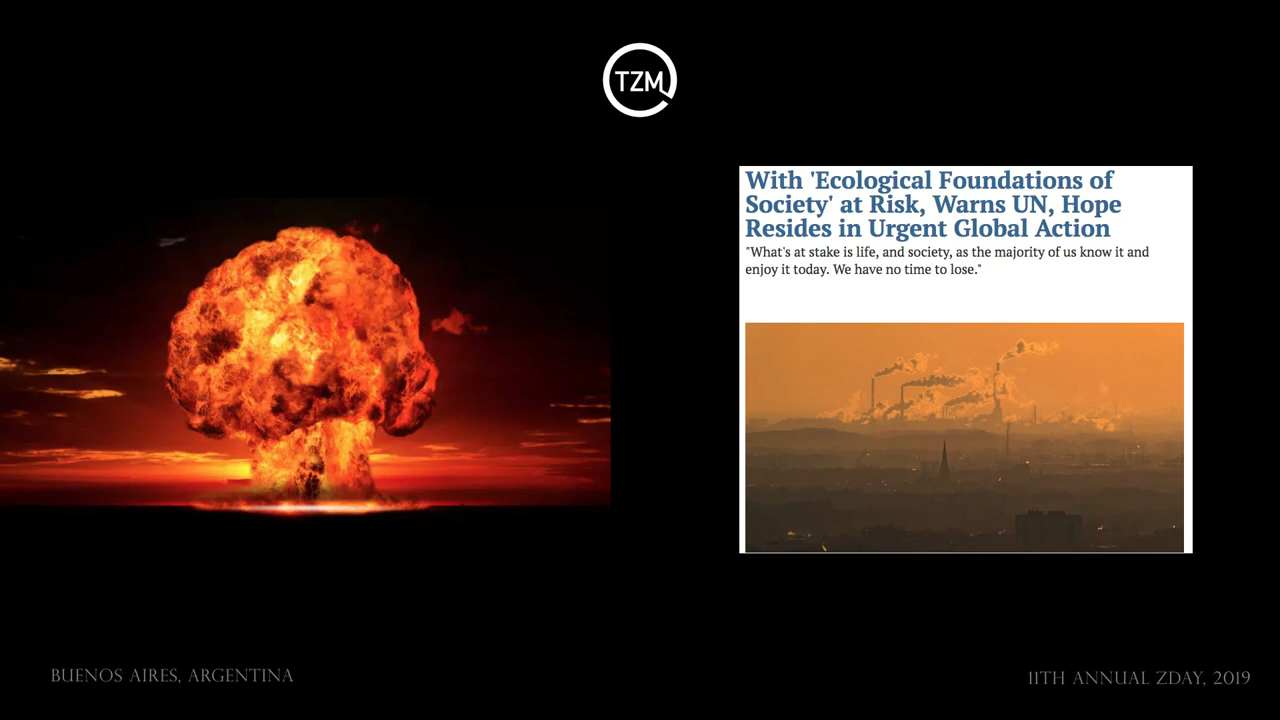 TZM
With 'Ecological Foundations of
Society' at Risk, Warns UN, Hope
Resides in Urgent Global Action
"What's at stake is life, and society, as the majority of us know it and
enjoy it today. We have no time to lose."
BUENOS AIRES, ARGENTINA
11TH ANNUAL ZDAY, 2019